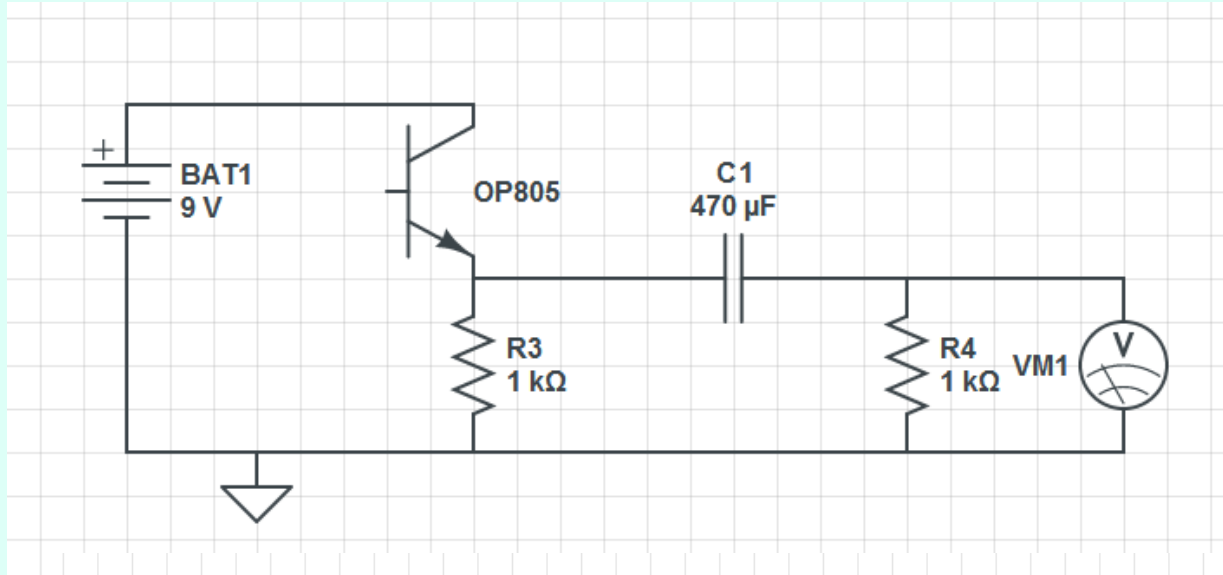 +
BAT1
9 V
OP805
C1
470 µF
R3
1 kΩ
R4
1 kΩ
VM1
V